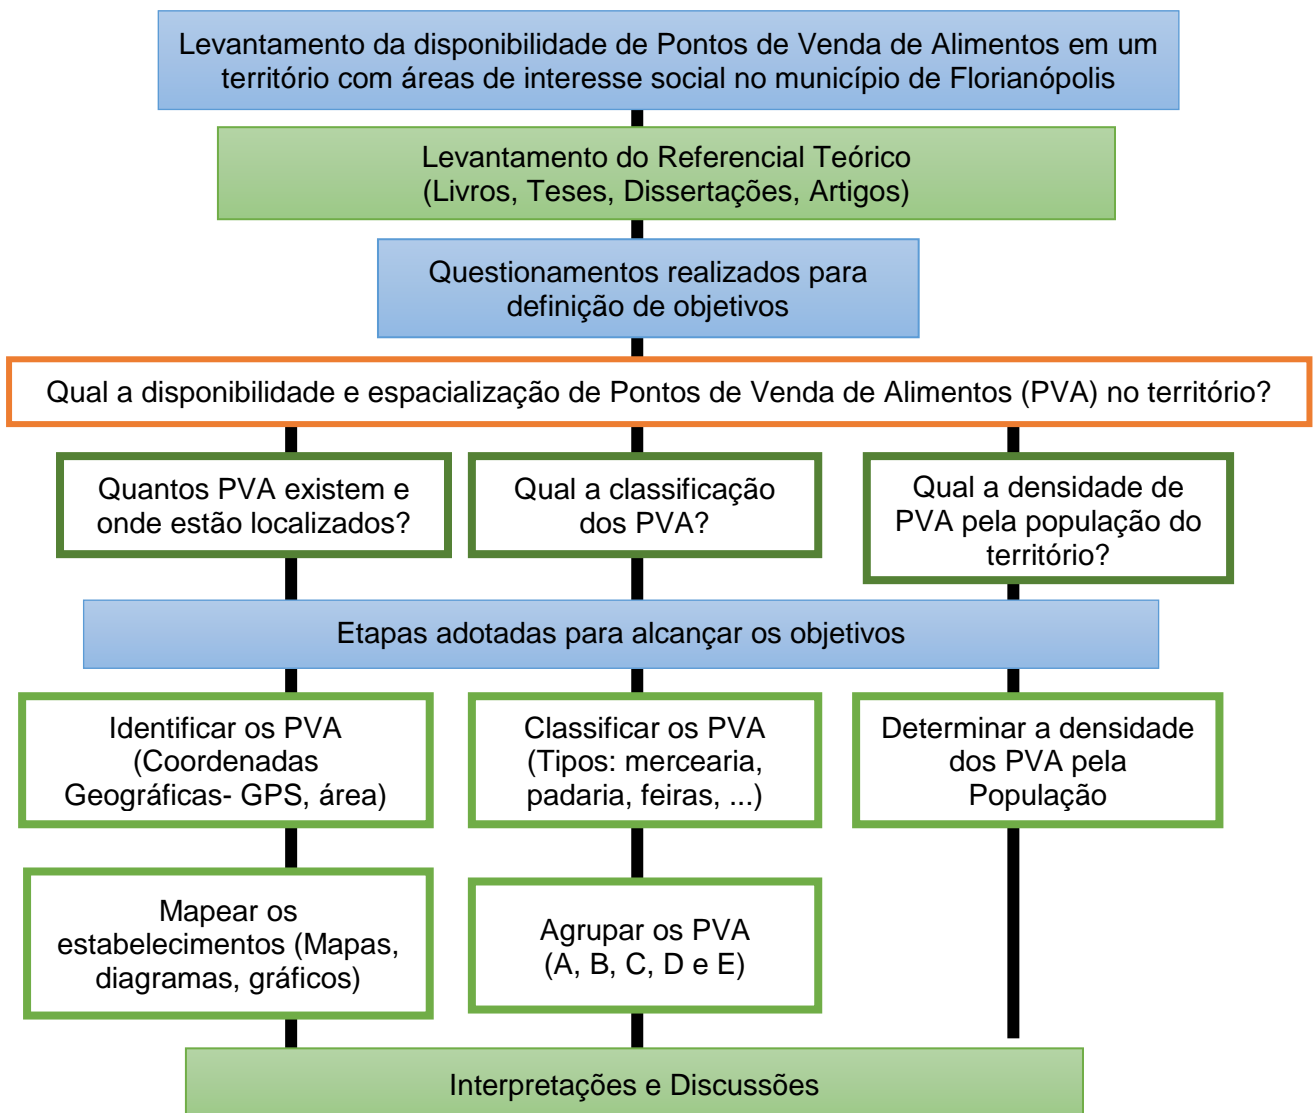 Levantamento da disponibilidade de Pontos de Venda de Alimentos em um
território com áreas de interesse social no município de Florianópolis
Levantamento do Referencial Teórico
(Livros, Teses, Dissertações, Artigos)
Questionamentos realizados para
definição de objetivos
Qual a disponibilidade e espacialização de Pontos de Venda de Alimentos (PVA) no território?
Quantos PVA existem e
onde estão localizados?
Qual a classificação
dos PVA?
Qual a densidade de
PVA pela população do
território?
Etapas adotadas para alcançar os objetivos
Identificar os PVA
(Coordenadas
Geográficas- GPS, área)
Classificar os PVA
(Tipos: mercearia,
padaria, feiras, ...)
Determinar a densidade
dos PVA pela
População
Mapear os
estabelecimentos (Mapas,
diagramas, gráficos)
Agrupar os PVA
(A, B, C, D e E)
Interpretações e Discussões